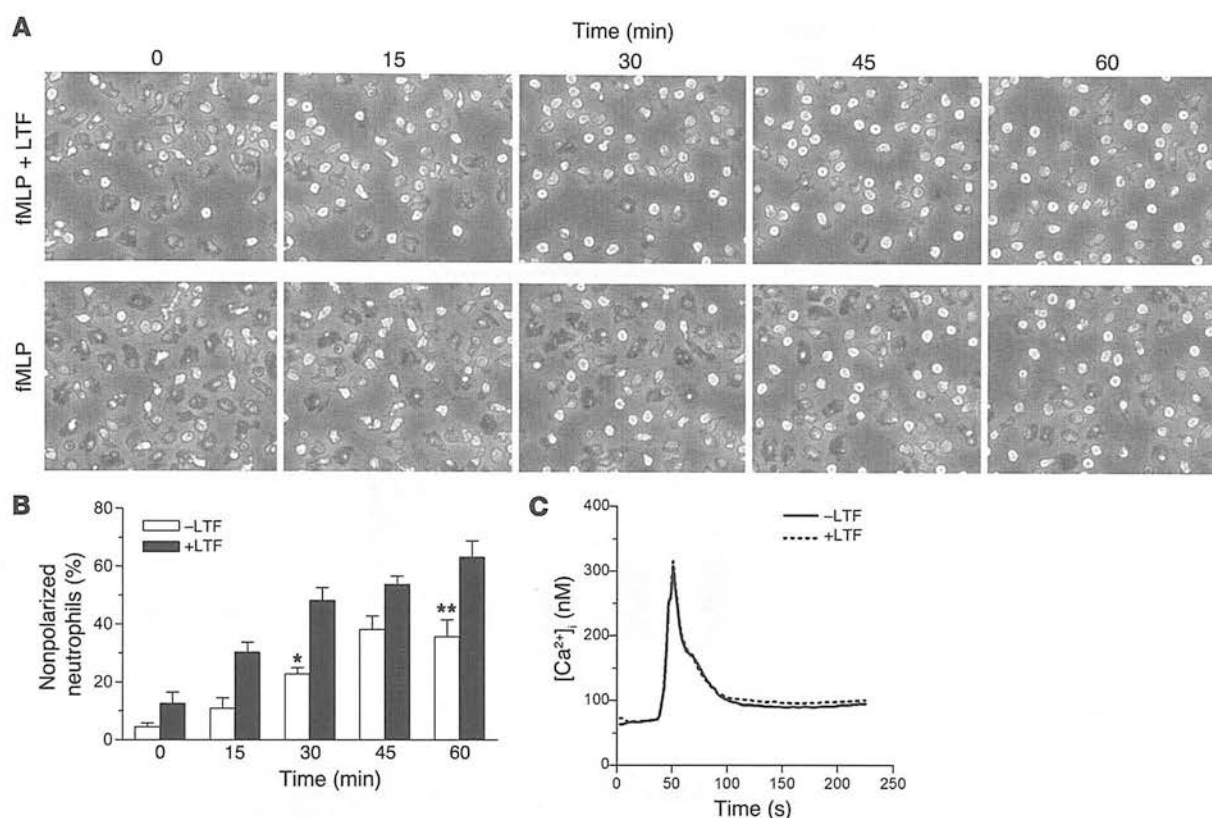 A
Time (min)
0 15 30 45 60
fMLP + LTF
fMLP
B
–LTF
+LTF
Nonpolarized
neutrophils (%)
80
60
40
20
0
*
**
0 15 30 45 60
Time (min)
C
–LTF
+LTF
[Ca²⁺]ᵢ (nM)
400
300
200
100
0
0 50 100 150 200 250
Time (s)